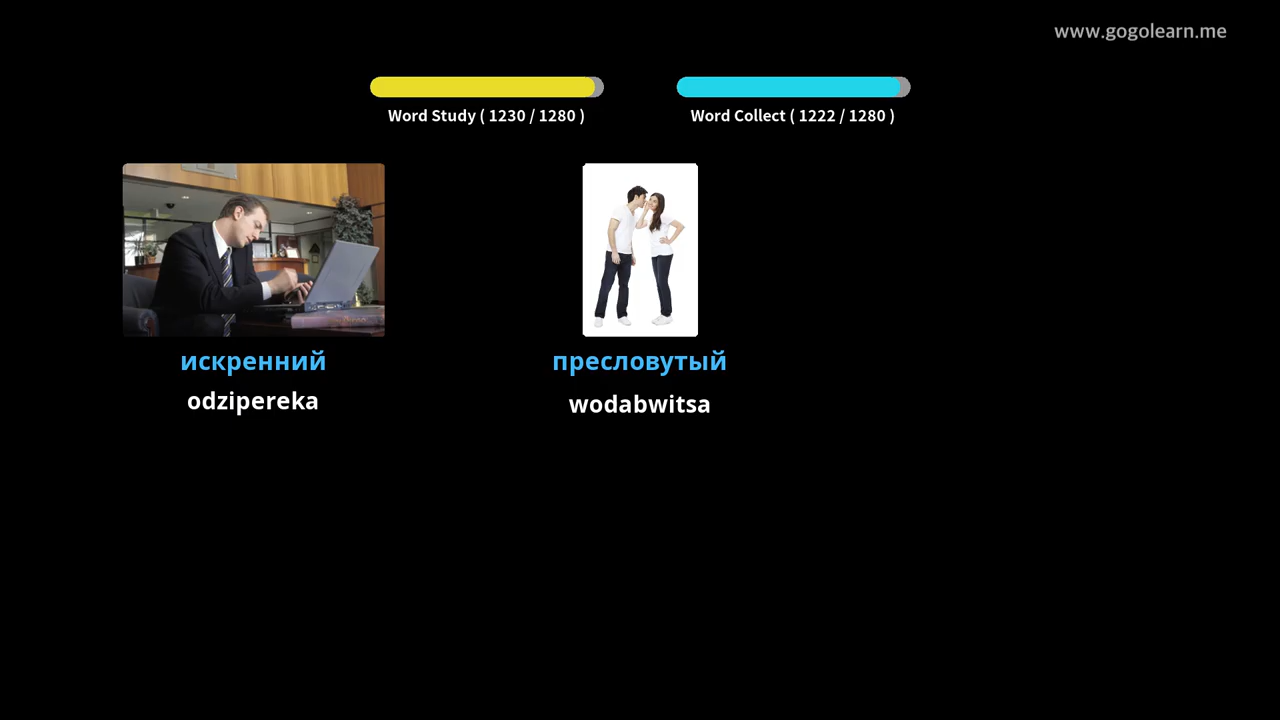 www.gogolearn.me
Word Study ( 1230 / 1280 )
Word Collect ( 1222 / 1280 )
искренний
odzipereka
пресловутый
wodabwitsa